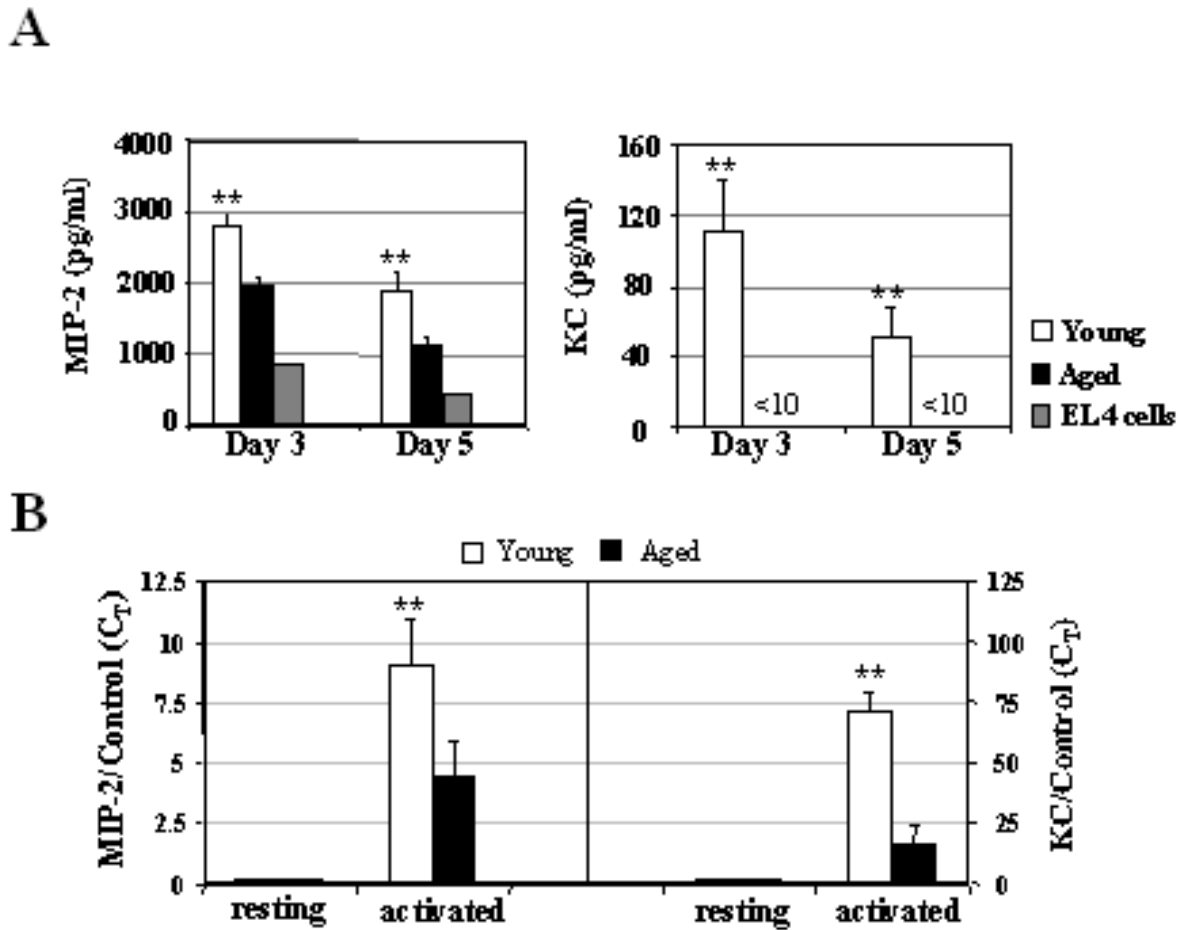 A
MIP-2 (pg/ml)
4000
3000
2000
1000
0
++
++
Day 3
Day 5
KC (pg/ml)
160
120
80
40
0
++
++
<10
<10
Day 3
Day 5
Young
Aged
EL4 cells
B
Young
Aged
MIP-2/Control (CT)
12.5
10
7.5
5
2.5
0
++
++
125
100
75
50
25
0
KC/Control (CT)
resting
activated
resting
activated